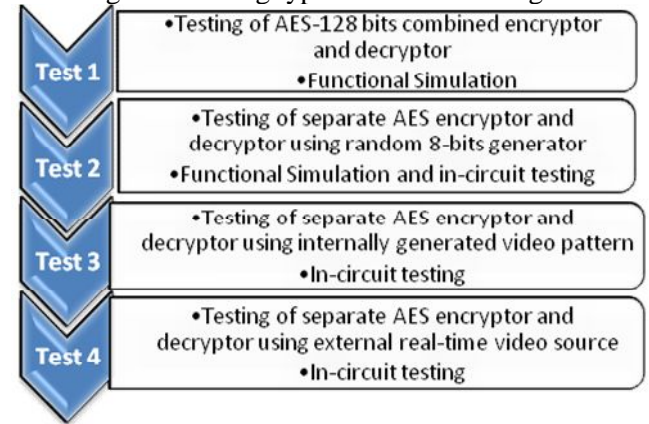 Test 1
•Testing of AES-128 bits combined encryptor
and decryptor
•Functional Simulation
Test 2
•Testing of separate AES encryptor and
decryptor using random 8-bits generator
•Functional Simulation and in-circuit testing
Test 3
•Testing of separate AES encryptor and
decryptor using internally generated video pattern
•In-circuit testing
Test 4
•Testing of separate AES encryptor and
decryptor using external real-time video source
•In-circuit testing